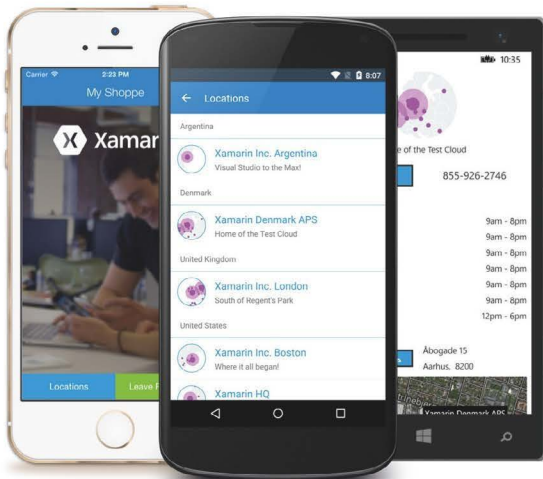 Carrier 2:23 PM
My Shoppe
Xamarin
Locations
Leave
8:07
Locations
Argentina
Xamarin Inc. Argentina
Visual Studio to the Max!
Denmark
Xamarin Denmark APS
Home of the Test Cloud
United Kingdom
Xamarin Inc. London
South of Regent's Park
United States
Xamarin Inc. Boston
Where it all began!
Xamarin HQ
10:35
e of the Test Cloud
855-926-2746
9am - 8pm
9am - 8pm
9am - 8pm
9am - 8pm
9am - 8pm
9am - 8pm
12pm - 6pm
s
Åbogade 15
Aarhus, 8200
Xamarin Denmark APS